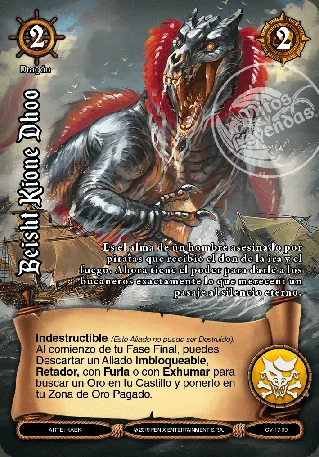 2
2
Dragón
Beisht Kione Dhoo
Mitos y
Leyendas
Es el alma de un hombre asesinado por
piratas que recibió el don de la ira y el
fuego. Ahora tiene el poder para darle a los
bucaneros exactamente lo que merecen: un
pasaje al silencio eterno.
Indestructible (Este Aliado no puede ser Destruido).
Al comienzo de tu Fase Final, puedes
Descartar un Aliado Imbloqueable,
Retador, con Furia o con Exhumar para
buscar un Oro en tu Castillo y ponerlo en
tu Zona de Oro Pagado.